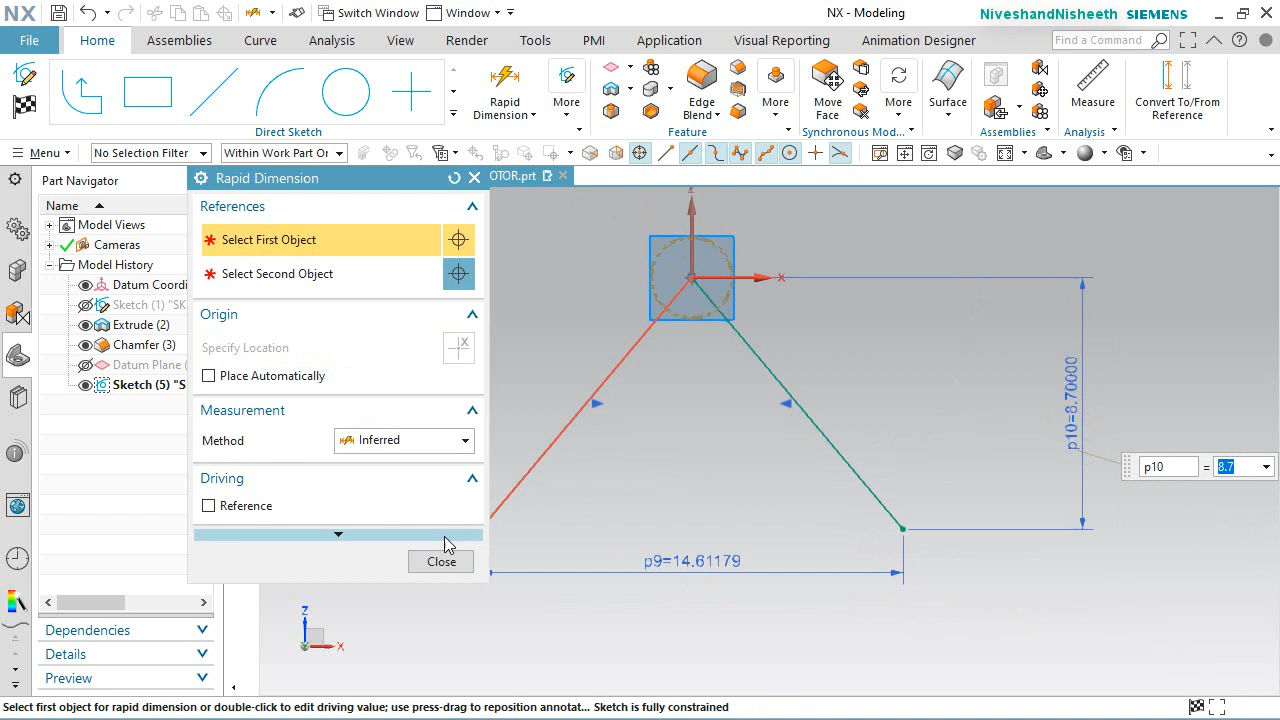 NX
Switch Window
Window
NX - Modeling
NiveshandNisheeth SIEMENS
File
Home
Assemblies
Curve
Analysis
View
Render
Tools
PMI
Application
Visual Reporting
Animation Designer
Find a Command
Rapid
Dimension
More
Edge
Blend
More
Move
Face
More
Surface
Measure
Convert To/From
Reference
Direct Sketch
Feature
Synchronous Mod...
Assemblies
Analysis
Menu
No Selection Filter
Within Work Part On
Part Navigator
Name
Model Views
Cameras
Model History
Datum Coordi
Sketch (1) "SK
Extrude (2)
Chamfer (3)
Datum Plane (
Sketch (5) "S
Dependencies
Details
Preview
Rapid Dimension
References
Select First Object
Select Second Object
Origin
Specify Location
Place Automatically
Measurement
Method
Inferred
Driving
Reference
Close
OTOR.prt
X
p10=8.70000
p10 = 8.7
p9=14.61179
Z
X
Select first object for rapid dimension or double-click to edit driving value; use press-drag to reposition annotat... Sketch is fully constrained